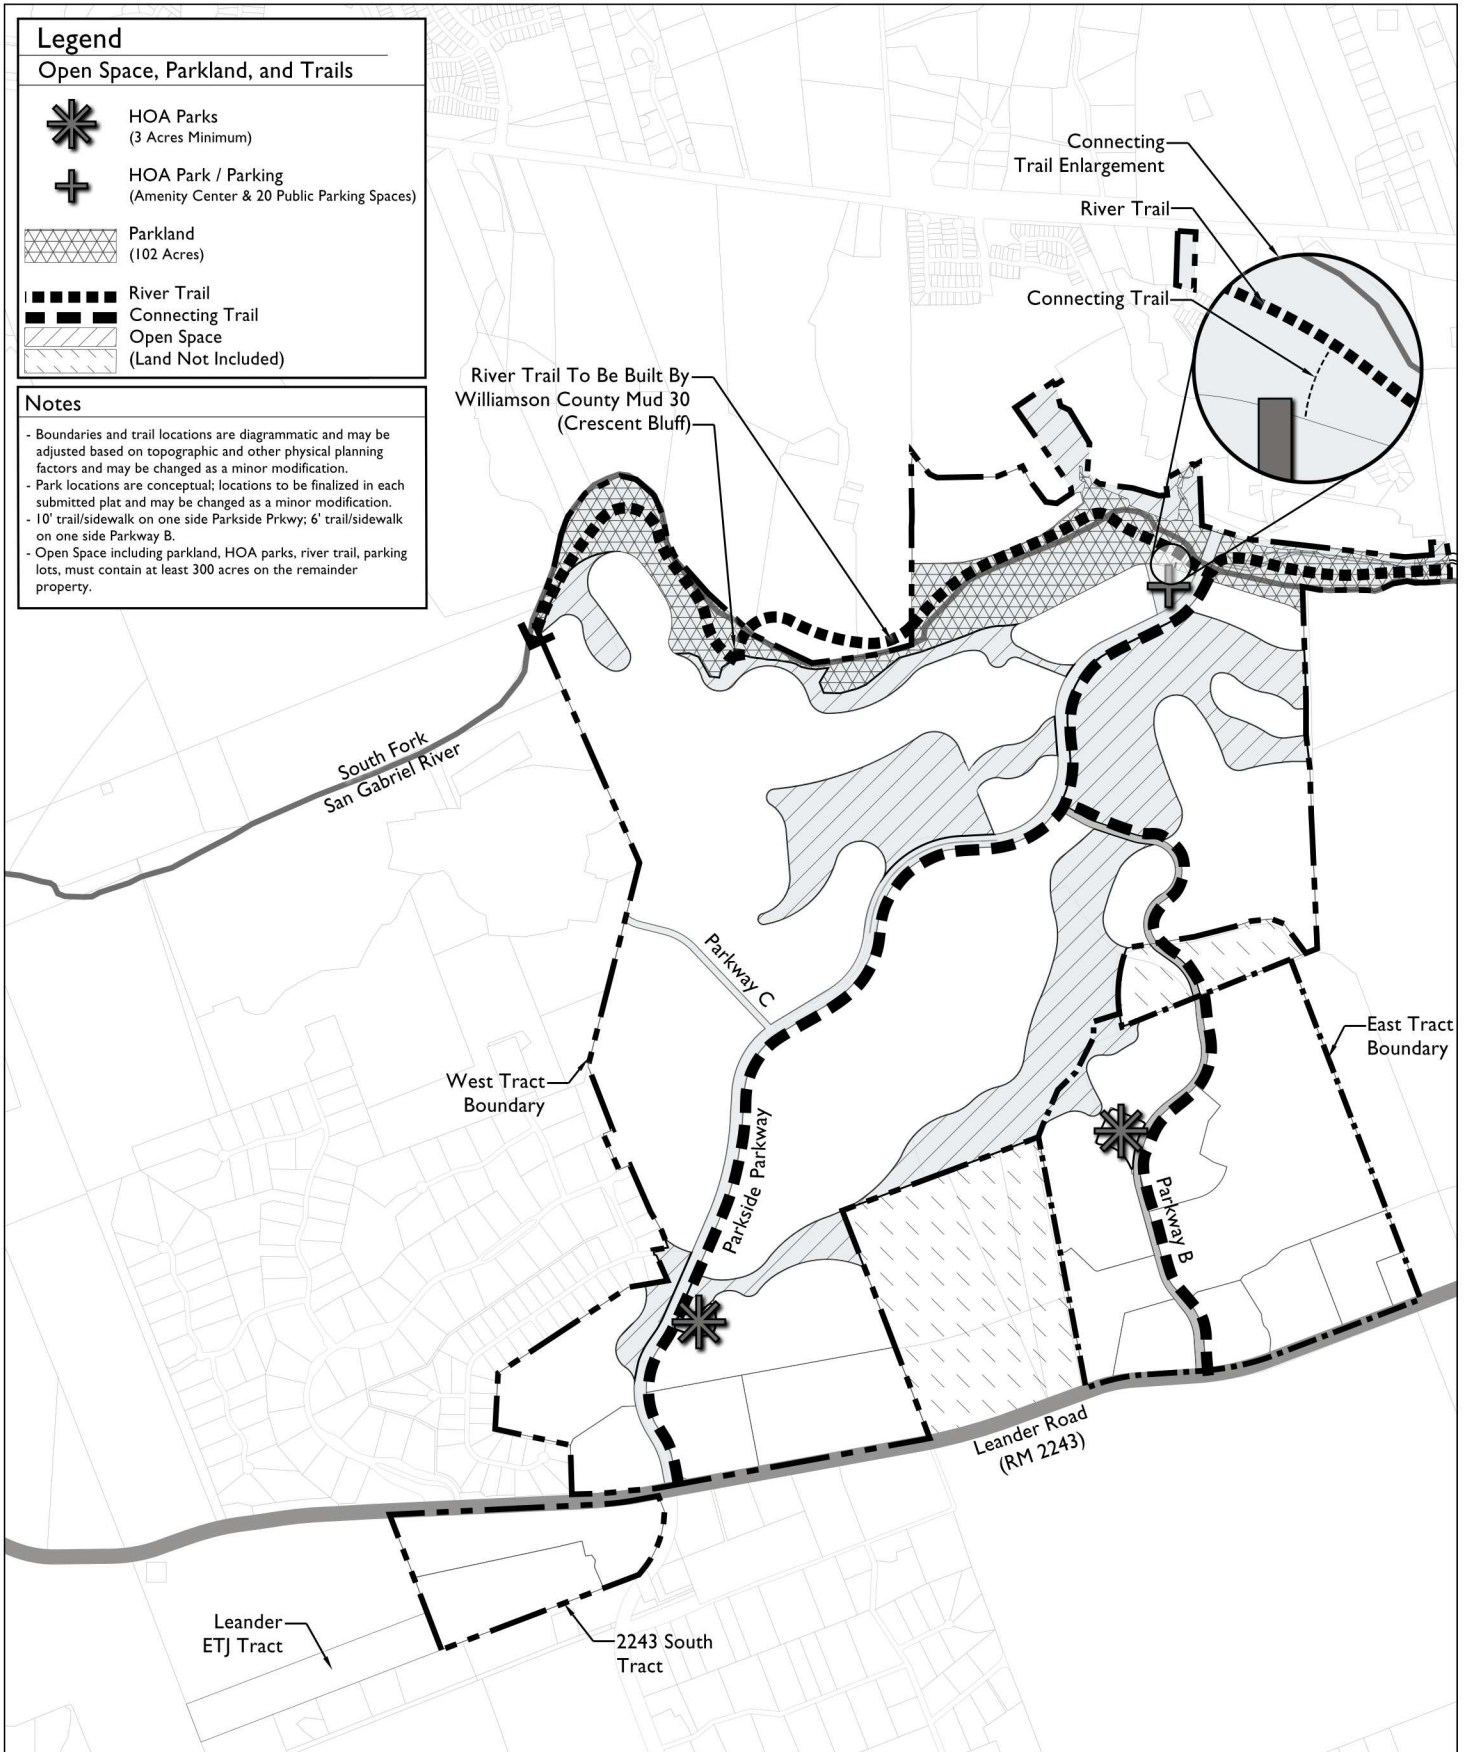 Legend
Open Space, Parkland, and Trails
HOA Parks
(3 Acres Minimum)
HOA Park / Parking
(Amenity Center & 20 Public Parking Spaces)
Parkland
(102 Acres)
River Trail
Connecting Trail
Open Space
(Land Not Included)
Notes
- Boundaries and trail locations are diagrammatic and may be
adjusted based on topographic and other physical planning
factors and may be changed as a minor modification.
- Park locations are conceptual; locations to be finalized in each
submitted plat and may be changed as a minor modification.
- 10' trail/sidewalk on one side Parkside Prkwy; 6' trail/sidewalk
on one side Parkway B.
- Open Space including parkland, HOA parks, river trail, parking
lots, must contain at least 300 acres on the remainder
property.
Connecting
Trail Enlargement
River Trail
Connecting Trail
River Trail To Be Built By
Williamson County Mud 30
(Crescent Bluff)
South Fork
San Gabriel River
Parkway C
East Tract
Boundary
West Tract
Boundary
Parkside Parkway
Parkway B
Leander Road
(RM 2243)
Leander
ETJ Tract
2243 South
Tract